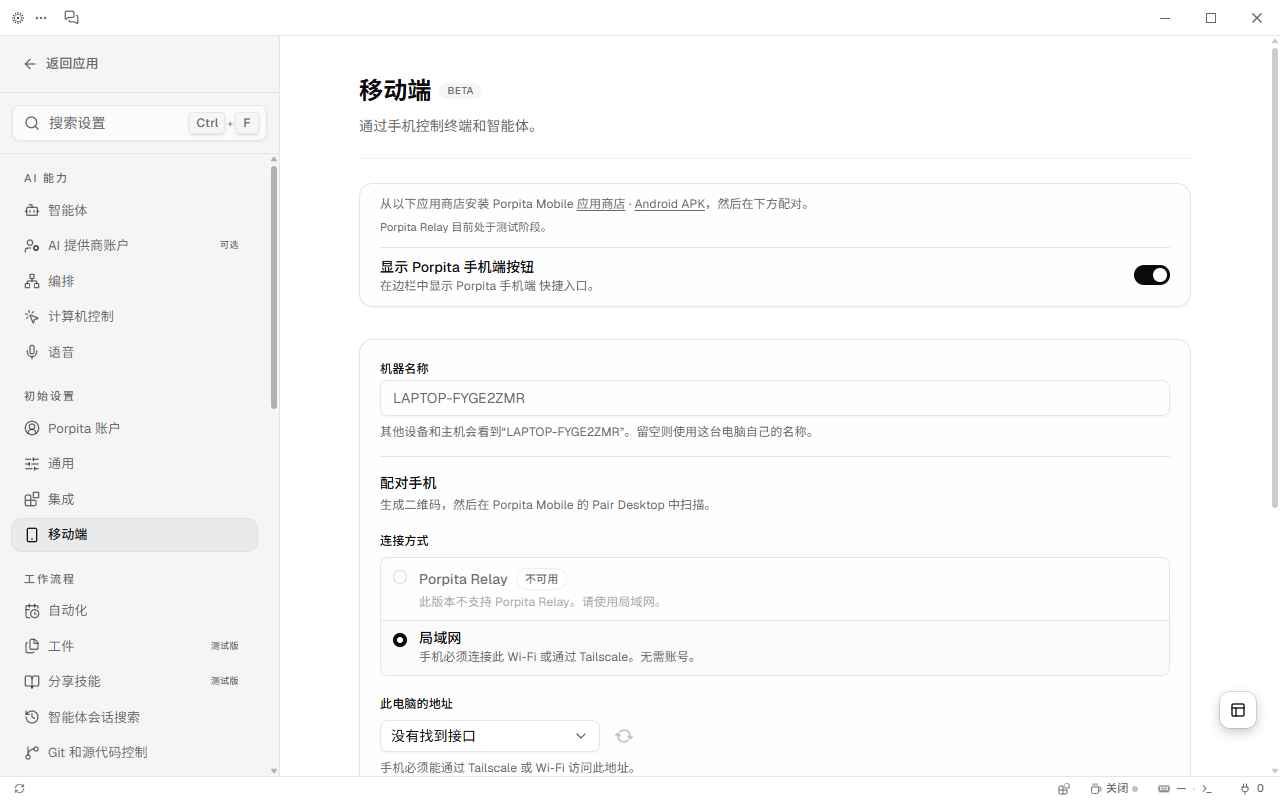 返回应用
搜索设置 Ctrl + F
AI 能力
智能体
AI 提供商账户 可选
编排
计算机控制
语音
初始设置
Porpita 账户
通用
集成
移动端
工作流程
自动化
工件 测试版
分享技能 测试版
智能体会话搜索
Git 和源代码控制
移动端 BETA
通过手机控制终端和智能体。
从以下应用商店安装 Porpita Mobile 应用商店 · Android APK，然后在下方配对。
Porpita Relay 目前处于测试阶段。
显示 Porpita 手机端按钮
在边栏中显示 Porpita 手机端 快捷入口。
机器名称
LAPTOP-FYGE2ZMR
其他设备和主机会看到“LAPTOP-FYGE2ZMR”。留空则使用这台电脑自己的名称。
配对手机
生成二维码，然后在 Porpita Mobile 的 Pair Desktop 中扫描。
连接方式
Porpita Relay 不可用
此版本不支持 Porpita Relay。请使用局域网。
局域网
手机必须连接此 Wi-Fi 或通过 Tailscale。无需账号。
此电脑的地址
没有找到接口
手机必须能通过 Tailscale 或 Wi-Fi 访问此地址。
关闭 — · 0